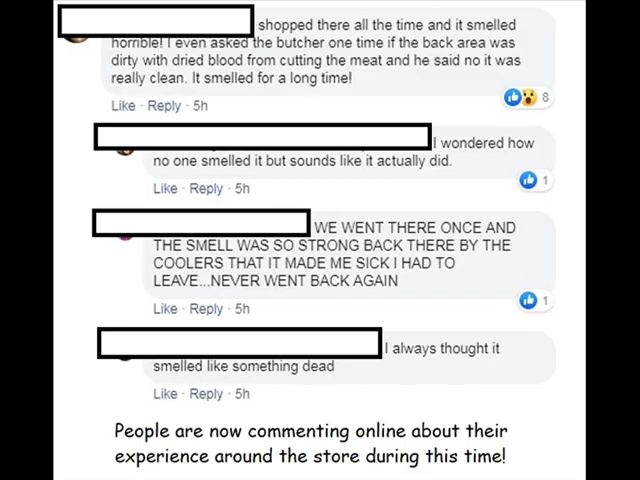 shopped there all the time and it smelled
horrible! I even asked the butcher one time if the back area was
dirty with dried blood from cutting the meat and he said no it was
really clean. It smelled for a long time!
Like · Reply · 5h
8
I wondered how
no one smelled it but sounds like it actually did.
Like · Reply · 5h
1
WE WENT THERE ONCE AND
THE SMELL WAS SO STRONG BACK THERE BY THE
COOLERS THAT IT MADE ME SICK I HAD TO
LEAVE...NEVER WENT BACK AGAIN
Like · Reply · 5h
1
I always thought it
smelled like something dead
Like · Reply · 5h
People are now commenting online about their
experience around the store during this time!